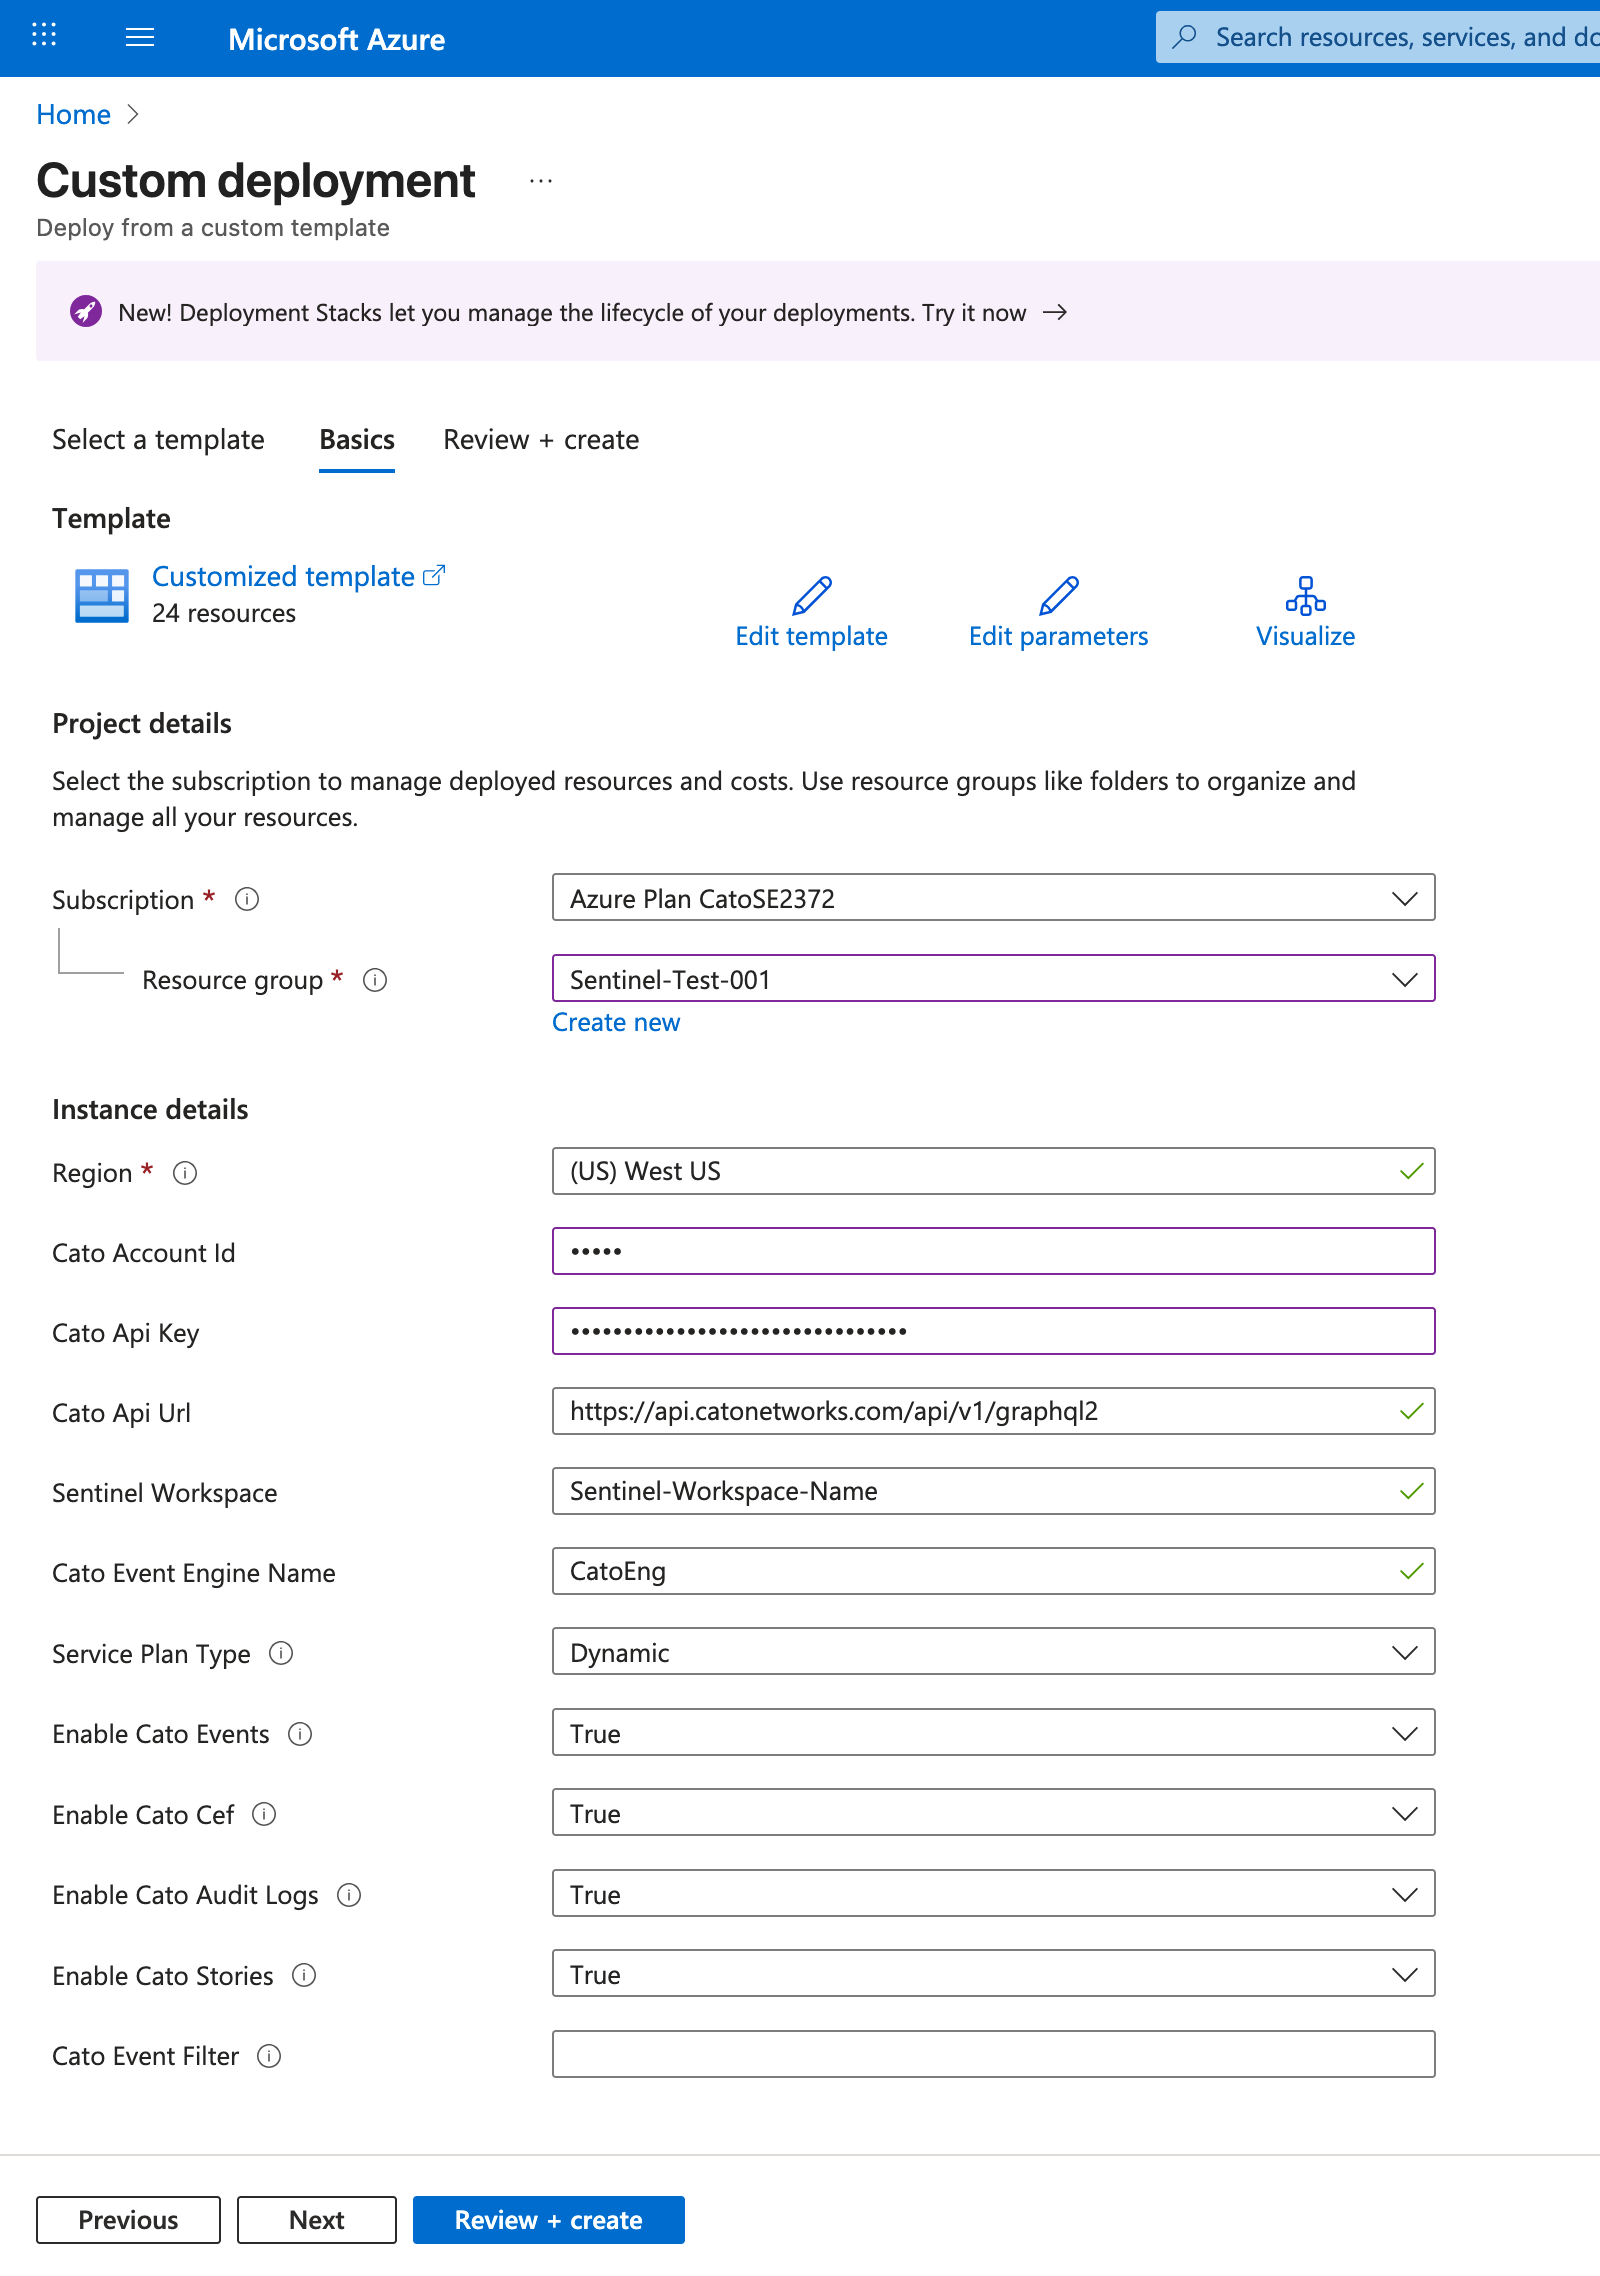 Microsoft Azure
Search resources, services, and do
Home
Custom deployment ...
Deploy from a custom template
New! Deployment Stacks let you manage the lifecycle of your deployments. Try it now →
Select a template
Basics
Review + create
Template
Customized template
24 resources
Edit template
Edit parameters
Visualize
Project details
Select the subscription to manage deployed resources and costs. Use resource groups like folders to organize and
manage all your resources.
Subscription *
Azure Plan CatoSE2372
Resource group *
Sentinel-Test-001
Create new
Instance details
Region *
(US) West US
Cato Account Id
•••••
Cato Api Key
••••••••••••••••••••••••••••••••
Cato Api Url
https://api.catonetworks.com/api/v1/graphql2
Sentinel Workspace
Sentinel-Workspace-Name
Cato Event Engine Name
CatoEng
Service Plan Type
Dynamic
Enable Cato Events
True
Enable Cato Cef
True
Enable Cato Audit Logs
True
Enable Cato Stories
True
Cato Event Filter
Previous
Next
Review + create